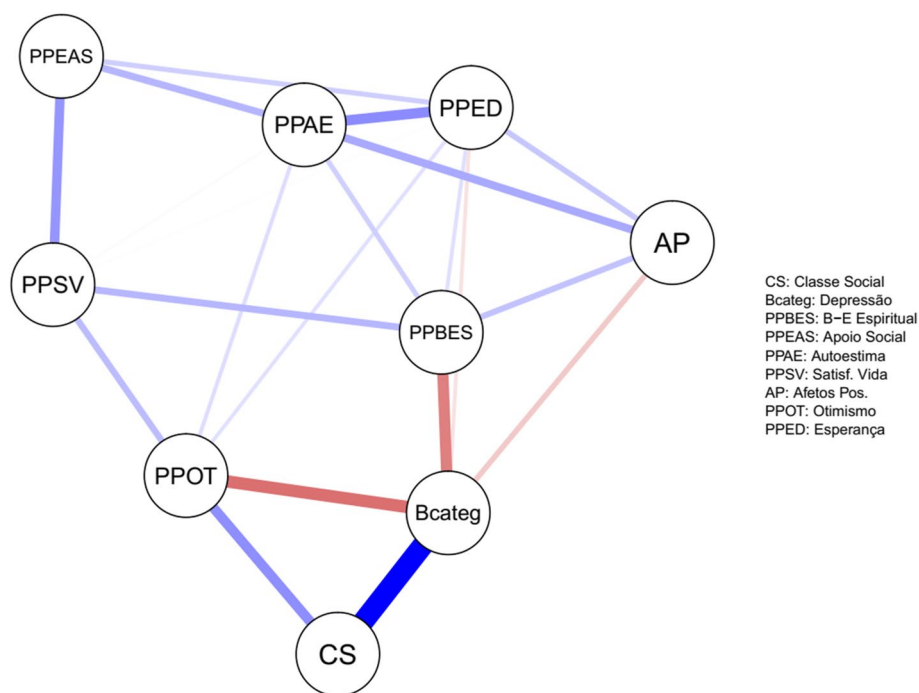 PPEAS
PPED
PPAE
AP
PPSV
PPBES
PPOT
Bcateg
CS
CS: Classe Social
Bcateg: Depressão
PPBES: B−E Espiritual
PPEAS: Apoio Social
PPAE: Autoestima
PPSV: Satisf. Vida
AP: Afetos Pos.
PPOT: Otimismo
PPED: Esperança